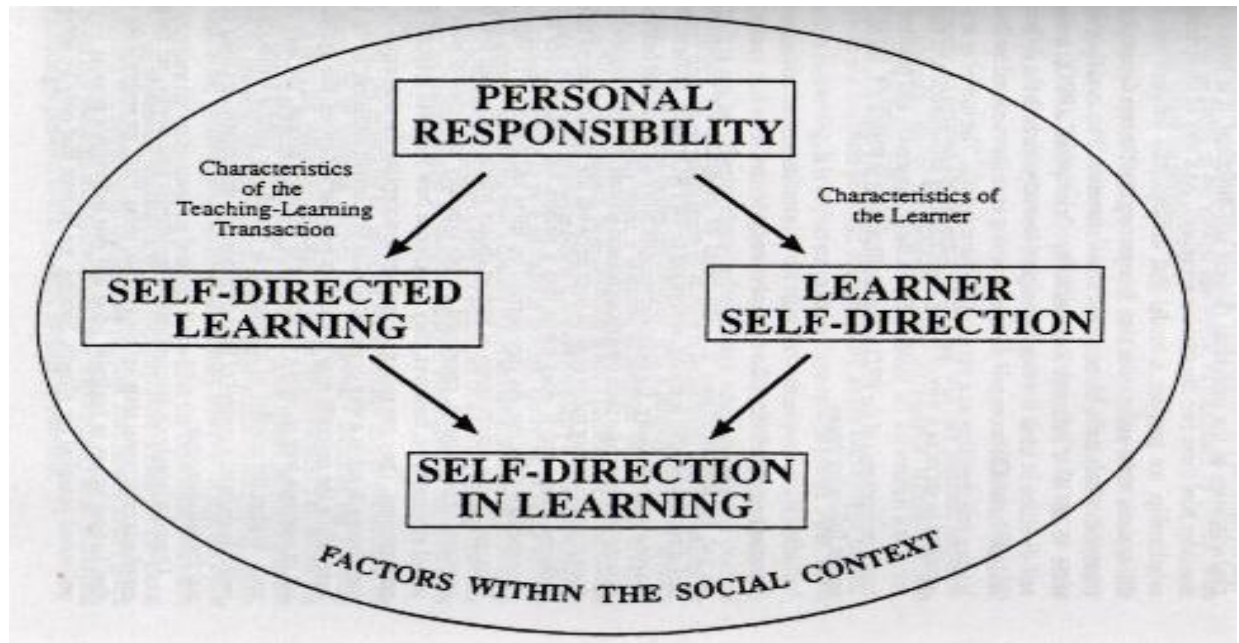 PERSONAL
RESPONSIBILITY
Characteristics
of the
Teaching-Learning
Transaction
Characteristics of
the Learner
SELF-DIRECTED
LEARNING
LEARNER
SELF-DIRECTION
SELF-DIRECTION
IN LEARNING
FACTORS WITHIN THE SOCIAL CONTEXT